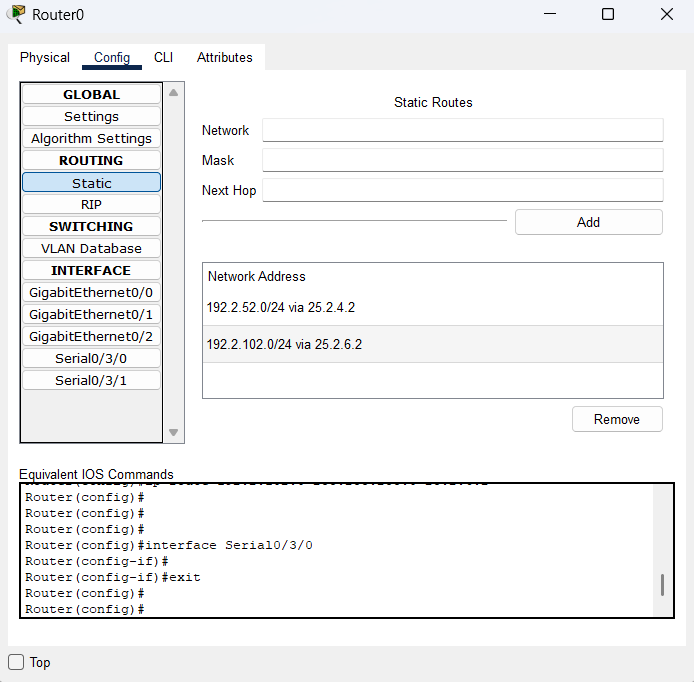 Router0
Physical Config CLI Attributes
GLOBAL
Settings
Algorithm Settings
ROUTING
Static
RIP
SWITCHING
VLAN Database
INTERFACE
GigabitEthernet0/0
GigabitEthernet0/1
GigabitEthernet0/2
Serial0/3/0
Serial0/3/1
Static Routes
Network
Mask
Next Hop
Add
Network Address
192.2.52.0/24 via 25.2.4.2
192.2.102.0/24 via 25.2.6.2
Remove
Equivalent IOS Commands
Router(config)#
Router(config)#
Router(config)#
Router(config)#interface Serial0/3/0
Router(config-if)#
Router(config-if)#exit
Router(config)#
Router(config)#
Top